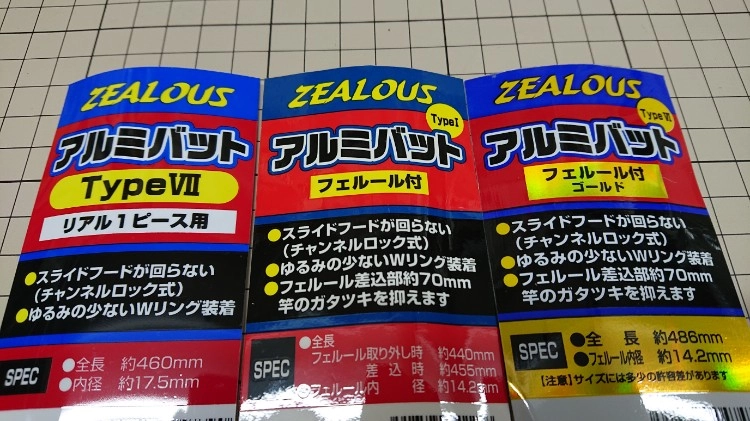 ZEALOUS
アルミバット
TypeⅦ
リアル1ピース用
●スライドフードが回らない
(チャンネルロック式)
●ゆるみの少ないWリング装着
SPEC
●全長 約460mm
●内径 約17.5mm
ZEALOUS
TypeⅠ
アルミバット
フェルール付
●スライドフードが回らない
(チャンネルロック式)
●ゆるみの少ないWリング装着
●フェルール差込部約70mm
竿のガタツキを抑えます
SPEC
●全長
フェルール取り外し時 約440mm
差込時 約455mm
●フェルール内径 約14.2mm
ZEALOUS
TypeⅥ
アルミバット
フェルール付
ゴールド
●スライドフードが回らない
(チャンネルロック式)
●ゆるみの少ないWリング装着
●フェルール差込部約70mm
竿のガタツキを抑えます
SPEC
●全長 約486mm
●フェルール内径 約14.2mm
【注意】サイズには多少の許容差があります